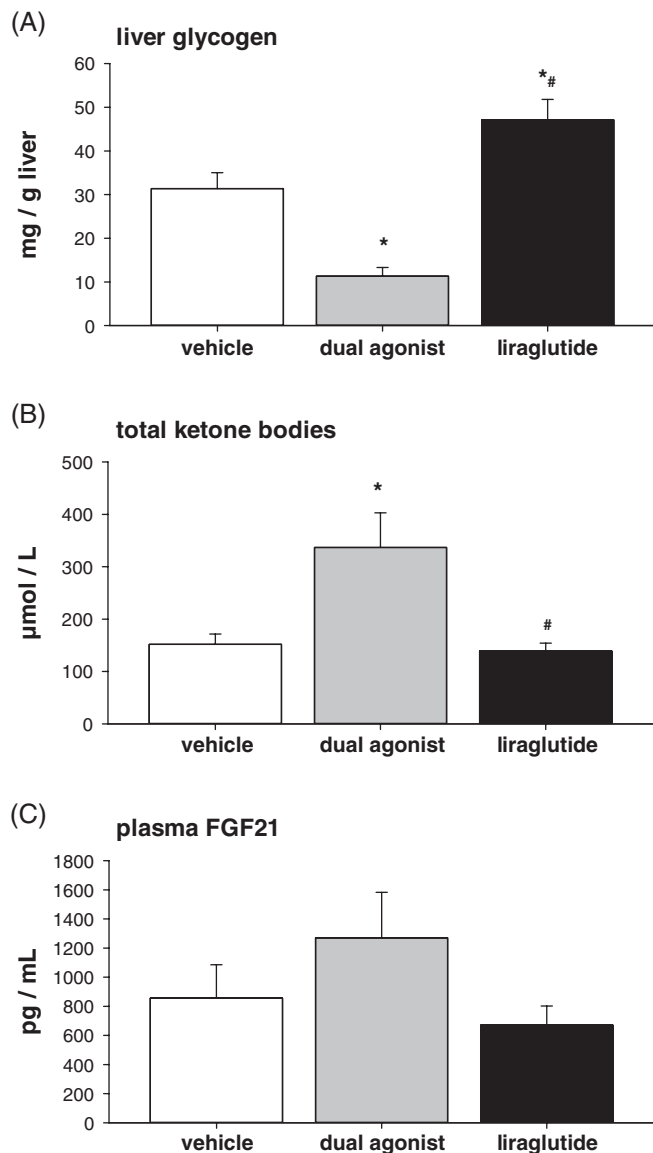 (A)
liver glycogen
mg / g liver
60
50
40
30
20
10
0
*
*#
vehicle dual agonist liraglutide
(B)
total ketone bodies
µmol / L
500
400
300
200
100
0
*
#
vehicle dual agonist liraglutide
(C)
plasma FGF21
pg / mL
1800
1600
1400
1200
1000
800
600
400
200
0
vehicle dual agonist liraglutide